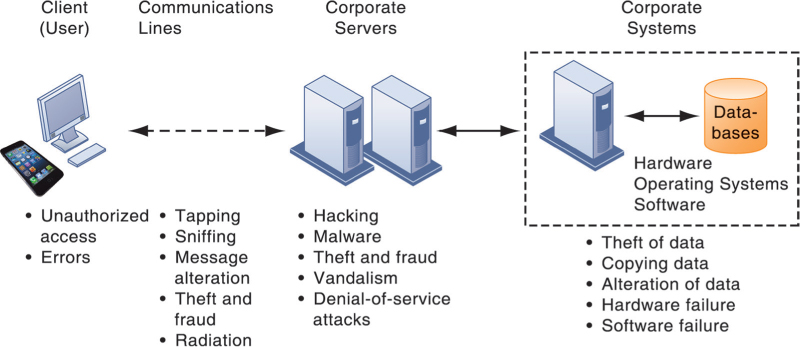 Client
(User)
Communications
Lines
Corporate
Servers
Corporate
Systems
Data-
bases
Hardware
Operating Systems
Software
• Unauthorized
access
• Errors
• Tapping
• Sniffing
• Message
alteration
• Theft and
fraud
• Radiation
• Hacking
• Malware
• Theft and fraud
• Vandalism
• Denial-of-service
attacks
• Theft of data
• Copying data
• Alteration of data
• Hardware failure
• Software failure